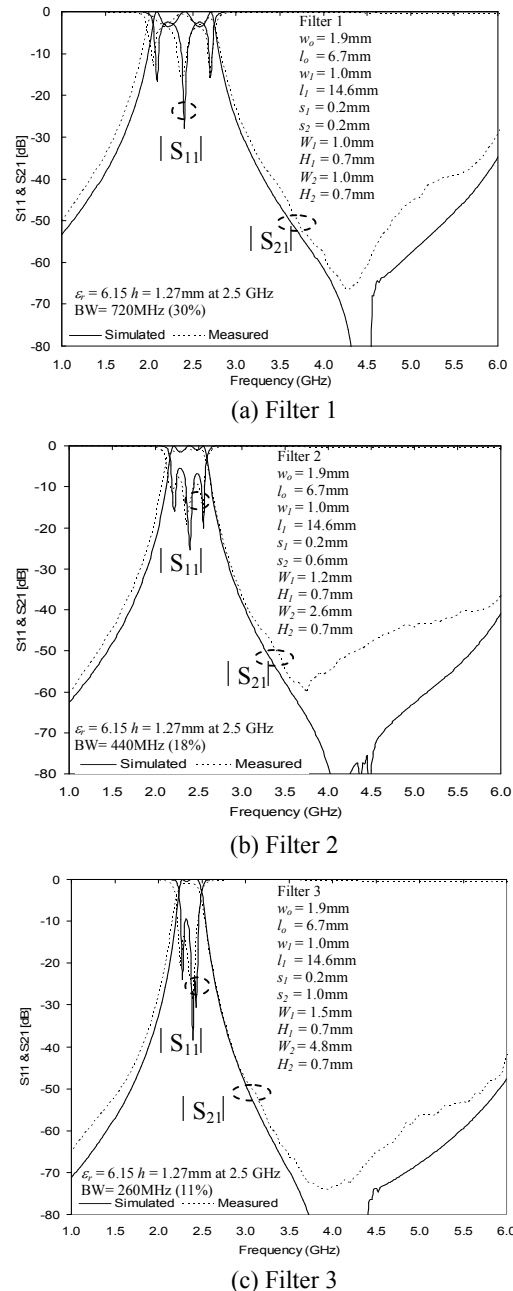 0
-10
-20
-30
-40
-50
-60
-70
-80
S11 & S21 [dB]
Filter 1
wo = 1.9mm
lo = 6.7mm
w1 = 1.0mm
l1 = 14.6mm
s1 = 0.2mm
s2 = 0.2mm
W1 = 1.0mm
H1 = 0.7mm
W2 = 1.0mm
H2 = 0.7mm
| S11 |
| S21 |
εr = 6.15 h = 1.27mm at 2.5 GHz
BW= 720MHz (30%)
Simulated Measured
1.0 1.5 2.0 2.5 3.0 3.5 4.0 4.5 5.0 5.5 6.0
Frequency (GHz)
(a) Filter 1
0
-10
-20
-30
-40
-50
-60
-70
-80
S11 & S21 [dB]
Filter 2
wo = 1.9mm
lo = 6.7mm
w1 = 1.0mm
l1 = 14.6mm
s1 = 0.2mm
s2 = 0.6mm
W1 = 1.2mm
H1 = 0.7mm
W2 = 2.6mm
H2 = 0.7mm
| S11 |
| S21 |
εr = 6.15 h = 1.27mm at 2.5 GHz
BW= 440MHz (18%)
Simulated Measured
1.0 1.5 2.0 2.5 3.0 3.5 4.0 4.5 5.0 5.5 6.0
Frequency (GHz)
(b) Filter 2
0
-10
-20
-30
-40
-50
-60
-70
-80
S11 & S21 [dB]
Filter 3
wo = 1.9mm
lo = 6.7mm
w1 = 1.0mm
l1 = 14.6mm
s1 = 0.2mm
s2 = 1.0mm
W1 = 1.5mm
H1 = 0.7mm
W2 = 4.8mm
H2 = 0.7mm
| S11 |
| S21 |
εr = 6.15 h = 1.27mm at 2.5 GHz
BW= 260MHz (11%)
Simulated Measured
1.0 1.5 2.0 2.5 3.0 3.5 4.0 4.5 5.0 5.5 6.0
Frequency (GHz)
(c) Filter 3